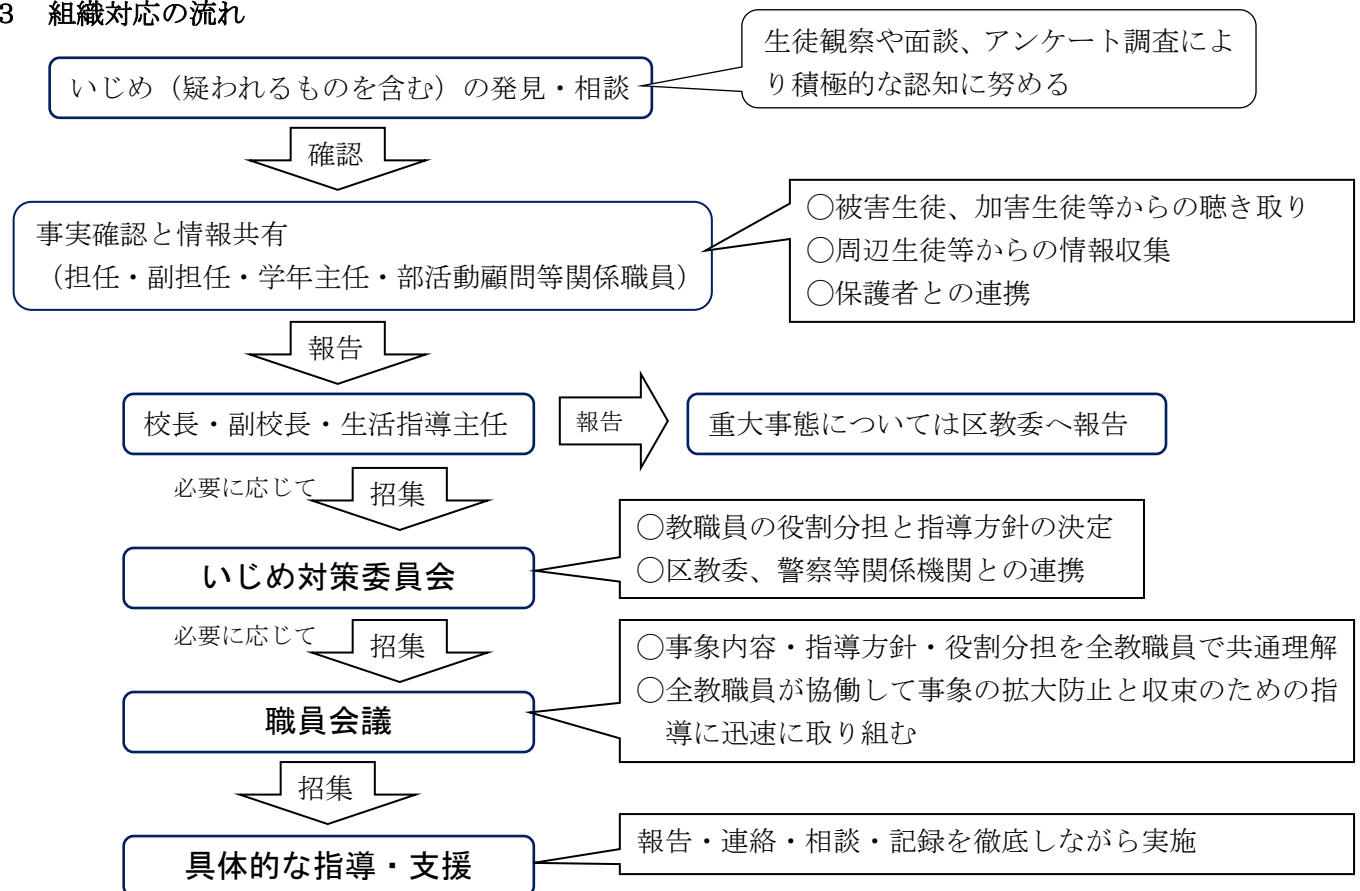 3 組織対応の流れ
生徒観察や面談、アンケート調査によ
り積極的な認知に努める
いじめ（疑われるものを含む）の発見・相談
確認
事実確認と情報共有
（担任・副担任・学年主任・部活動顧問等関係職員）
○被害生徒、加害生徒等からの聴き取り
○周辺生徒等からの情報収集
○保護者との連携
報告
校長・副校長・生活指導主任
報告
重大事態については区教委へ報告
必要に応じて
招集
○教職員の役割分担と指導方針の決定
○区教委、警察等関係機関との連携
いじめ対策委員会
必要に応じて
招集
○事象内容・指導方針・役割分担を全教職員で共通理解
○全教職員が協働して事象の拡大防止と収束のための指
導に迅速に取り組む
職員会議
招集
報告・連絡・相談・記録を徹底しながら実施
具体的な指導・支援